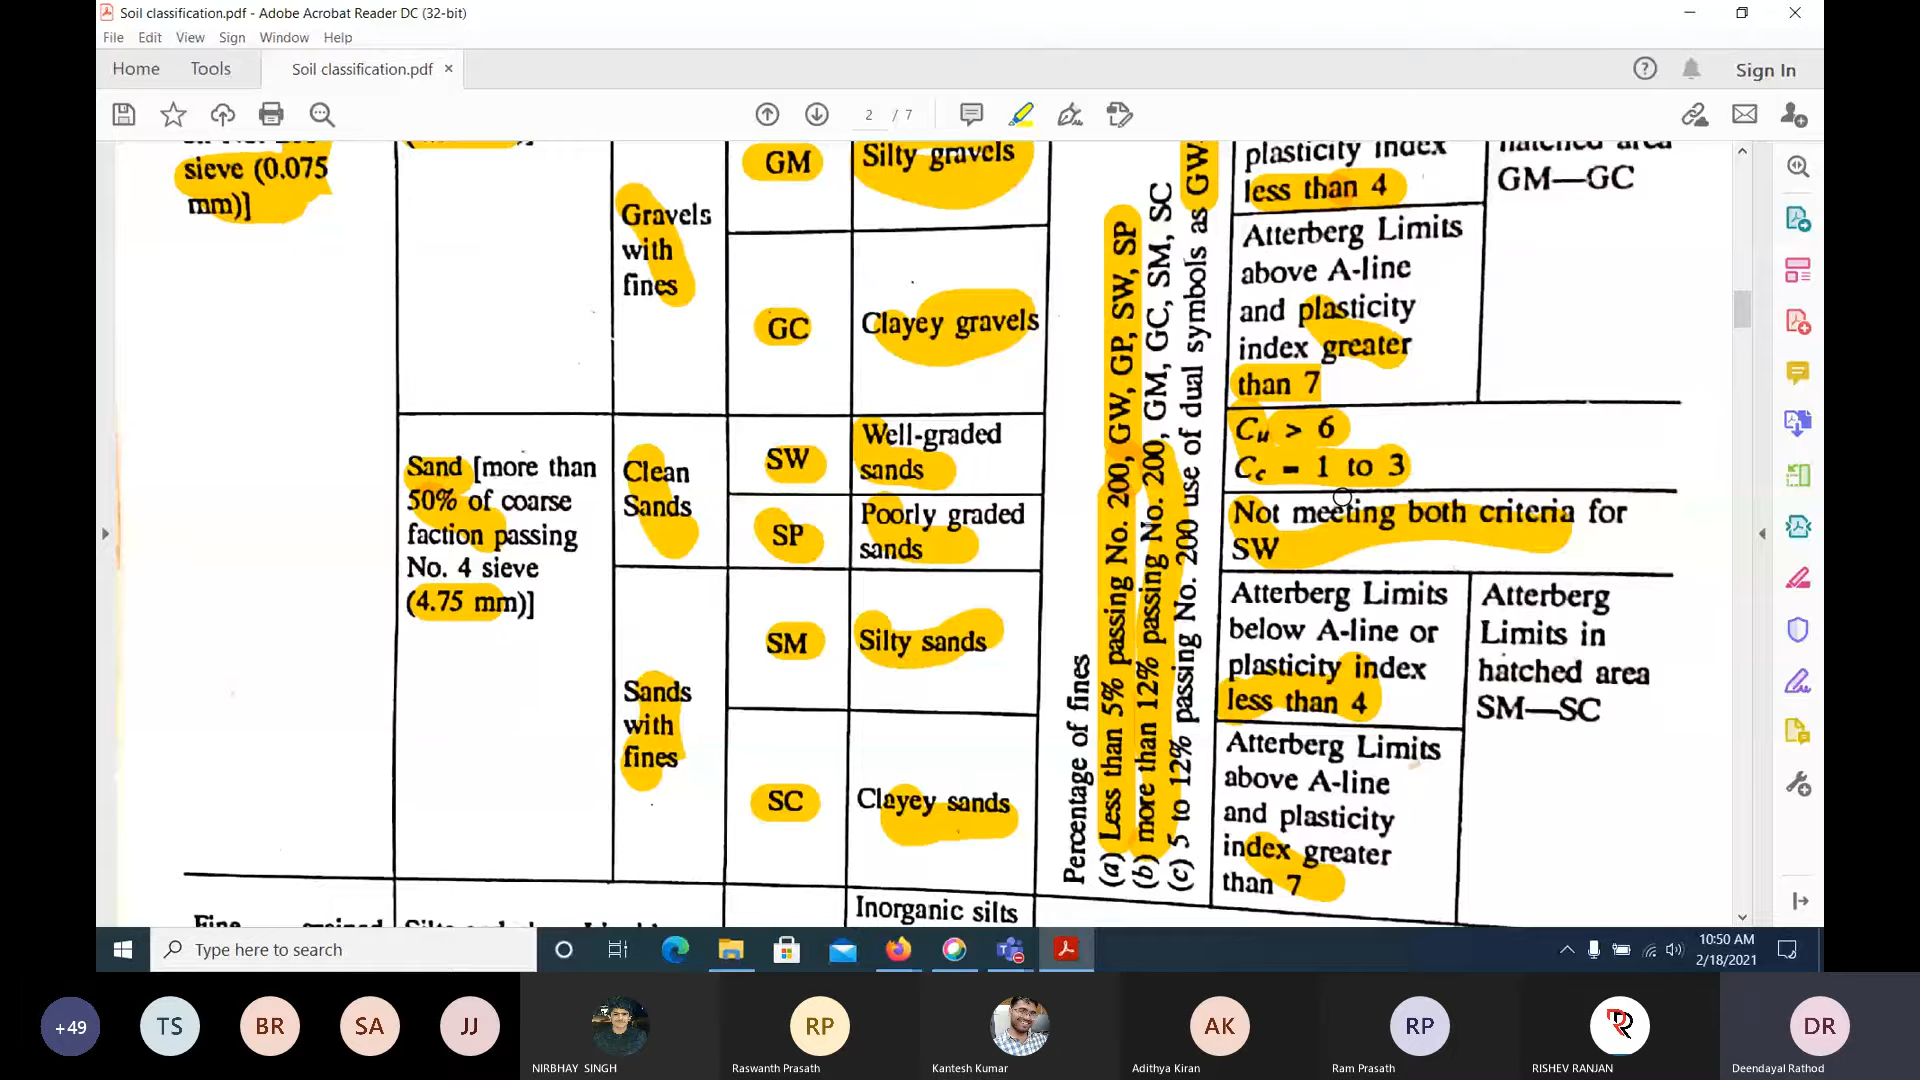 Soil classification.pdf - Adobe Acrobat Reader DC (32-bit)
File Edit View Sign Window Help
Home Tools Soil classification.pdf × Sign In
2 / 7
sieve (0.075
mm)]
Gravels
with
fines
GM
Silty gravels
GC
Clayey gravels
Sand [more than
50% of coarse
faction passing
No. 4 sieve
(4.75 mm)]
Clean
Sands
SW
Well-graded
sands
SP
Poorly graded
sands
Sands
with
fines
SM
Silty sands
SC
Clayey sands
Percentage of fines
(a) Less than 5% passing No. 200, GW, GP, SW, SP
(b) more than 12% passing No. 200, GM, GC, SM, SC
(c) 5 to 12% passing No. 200 use of dual symbols as GW
plasticity index
less than 4
hatched area
GM—GC
Atterberg Limits
above A-line
and plasticity
index greater
than 7
Cu > 6
Cc = 1 to 3
Not meeting both criteria for
SW
Atterberg Limits
below A-line or
plasticity index
less than 4
Atterberg
Limits in
hatched area
SM—SC
Atterberg Limits
above A-line
and plasticity
index greater
than 7
Inorganic silts
Type here to search
10:50 AM
2/18/2021
+49 TS BR SA JJ RP AK RP DR
NIRBHAY SINGH Raswanth Prasath Kantesh Kumar Adithya Kiran Ram Prasath RISHEV RANJAN Deendayal Rathod